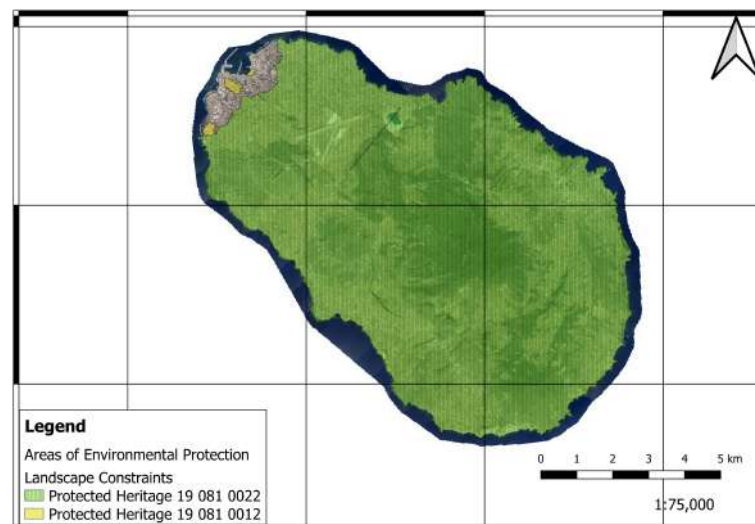 Legend
Areas of Environmental Protection
Landscape Constraints
Protected Heritage 19 081 0022
Protected Heritage 19 081 0012
0 1 2 3 4 5 km
1:75,000